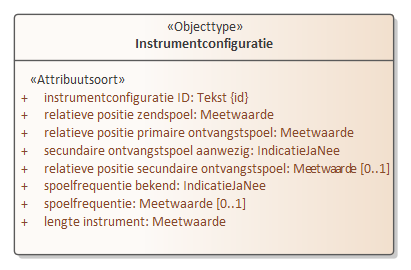 «Objecttype»
Instrumentconfiguratie
«Attribuutsoort»
+ instrumentconfiguratie ID: Tekst {id}
+ relatieve positie zendspoel: Meetwaarde
+ relatieve positie primaire ontvangstspoel: Meetwaarde
+ secundaire ontvangstspoel aanwezig: IndicatieJaNee
+ relatieve positie secundaire ontvangstspoel: Meetwaarde [0..1]
+ spoelfrequentie bekend: IndicatieJaNee
+ spoelfrequentie: Meetwaarde [0..1]
+ lengte instrument: Meetwaarde